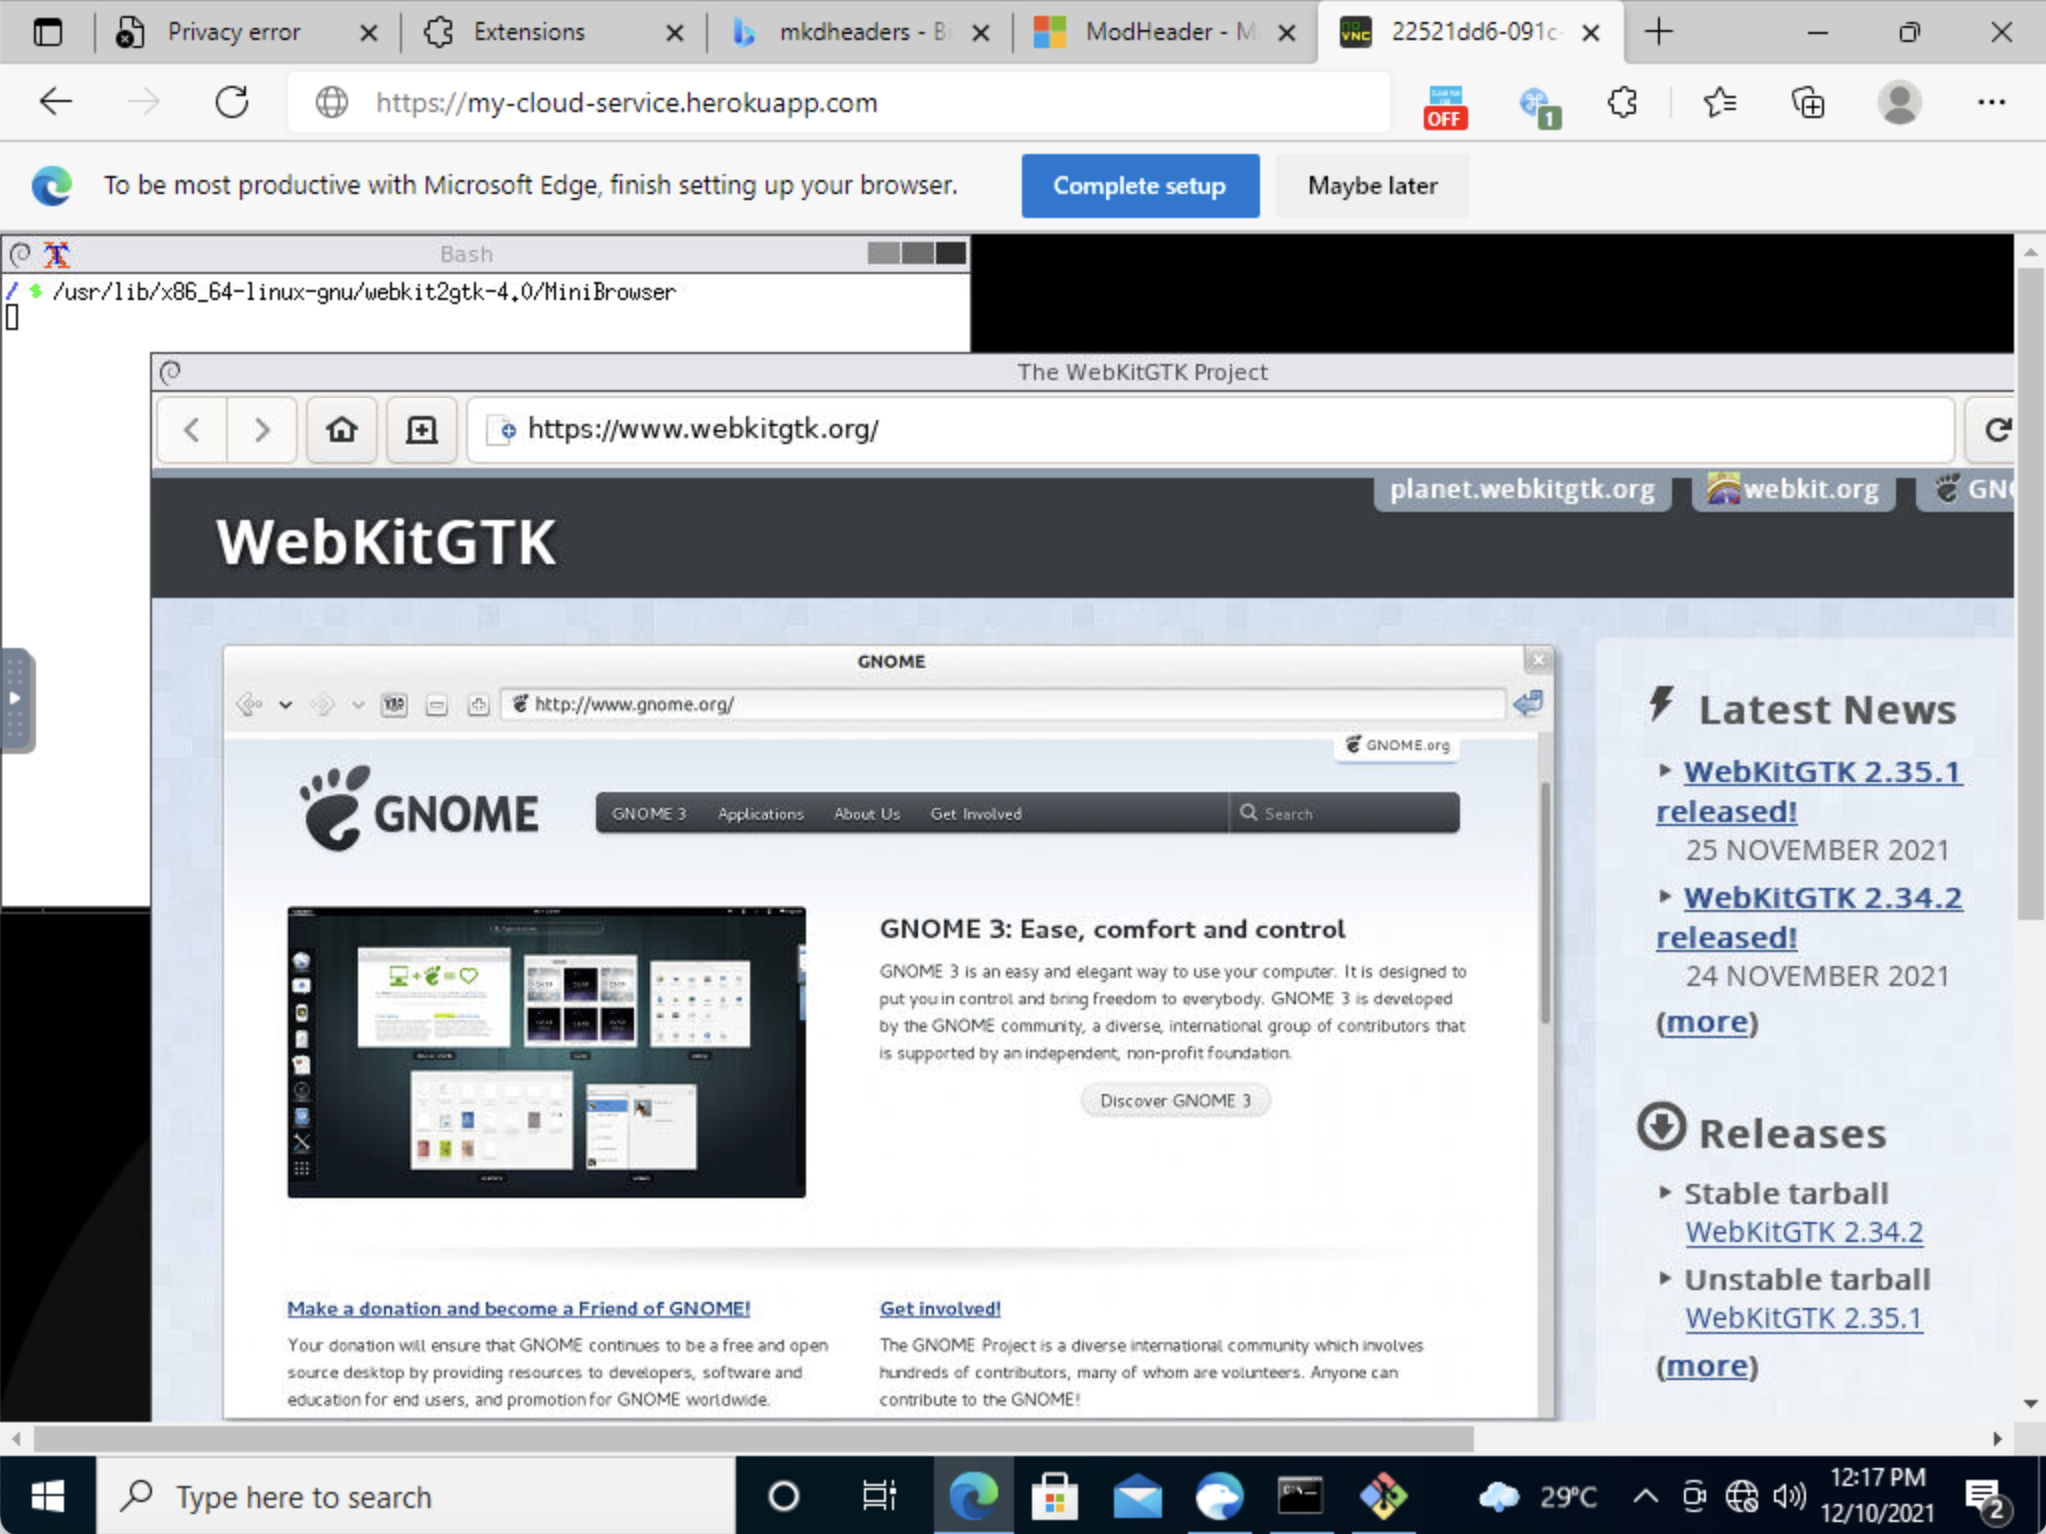 Privacy error
Extensions
mkdheaders - Bi
ModHeader - M
VNC
22521dd6-091c-
https://my-cloud-service.herokuapp.com
OFF
1
To be most productive with Microsoft Edge, finish setting up your browser.
Complete setup
Maybe later
Bash
/ $ /usr/lib/x86_64-linux-gnu/webkit2gtk-4.0/MiniBrowser
The WebKitGTK Project
https://www.webkitgtk.org/
planet.webkitgtk.org
webkit.org
GN
WebKitGTK
GNOME
http://www.gnome.org/
GNOME.org
GNOME
GNOME 3
Applications
About Us
Get Involved
Search
GNOME 3: Ease, comfort and control
GNOME 3 is an easy and elegant way to use your computer. It is designed to
put you in control and bring freedom to everybody. GNOME 3 is developed
by the GNOME community, a diverse, international group of contributors that
is supported by an independent, non-profit foundation.
Discover GNOME 3
Make a donation and become a Friend of GNOME!
Your donation will ensure that GNOME continues to be a free and open
source desktop by providing resources to developers, software and
education for end users, and promotion for GNOME worldwide.
Get involved!
The GNOME Project is a diverse international community which involves
hundreds of contributors, many of whom are volunteers. Anyone can
contribute to the GNOME!
Latest News
WebKitGTK 2.35.1
released!
25 NOVEMBER 2021
WebKitGTK 2.34.2
released!
24 NOVEMBER 2021
(more)
Releases
Stable tarball
WebKitGTK 2.34.2
Unstable tarball
WebKitGTK 2.35.1
(more)
Type here to search
29°C
12:17 PM
12/10/2021
2